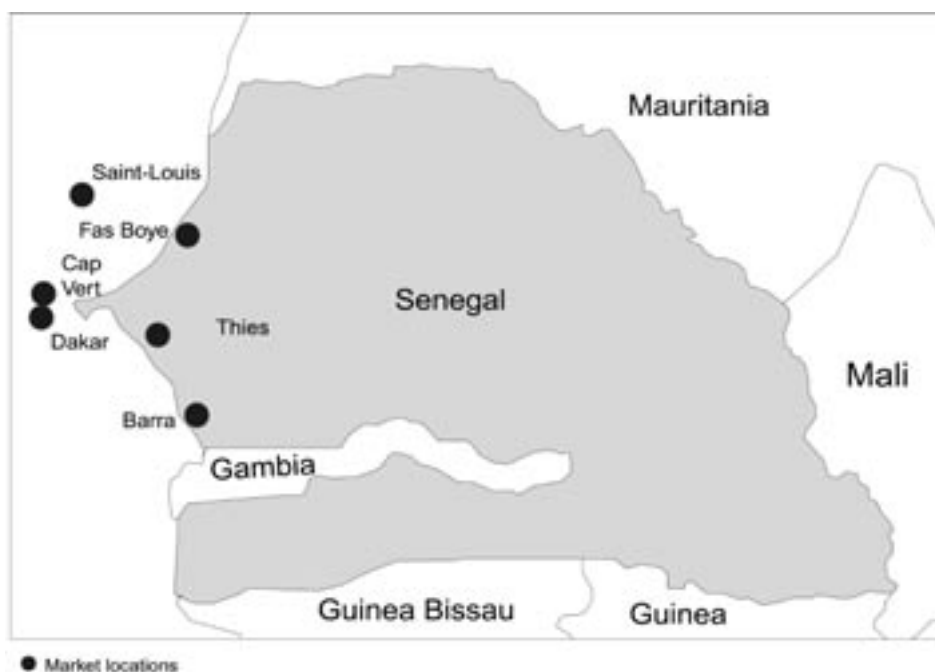 Mauritania
Saint-Louis
Fas Boye
Cap
Vert
Senegal
Dakar
Thies
Mali
Barra
Gambia
Guinea Bissau
Guinea
Market locations